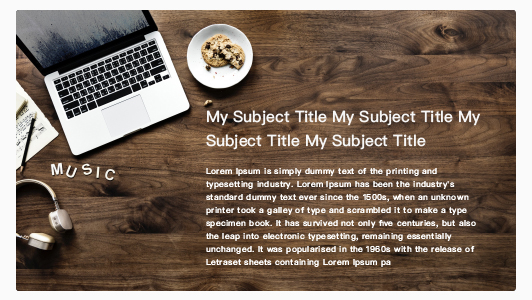 My Subject Title My Subject Title My
Subject Title My Subject Title
MUSIC
Lorem Ipsum is simply dummy text of the printing and
typesetting industry. Lorem Ipsum has been the industry's
standard dummy text ever since the 1500s, when an unknown
printer took a galley of type and scrambled it to make a type
specimen book. It has survived not only five centuries, but also
the leap into electronic typesetting, remaining essentially
unchanged. It was popularised in the 1960s with the release of
Letraset sheets containing Lorem Ipsum pa